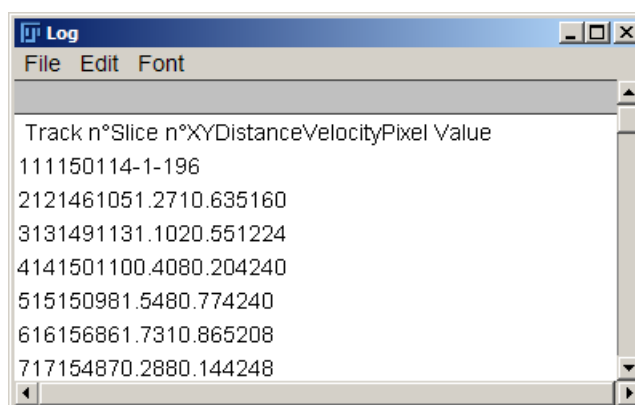 Log
File Edit Font
Track n°Slice n°XYDistanceVelocityPixel Value
111150114-1-196
2121461051.2710.635160
3131491131.1020.551224
4141501100.4080.204240
515150981.5480.774240
616156861.7310.865208
717154870.2880.144248